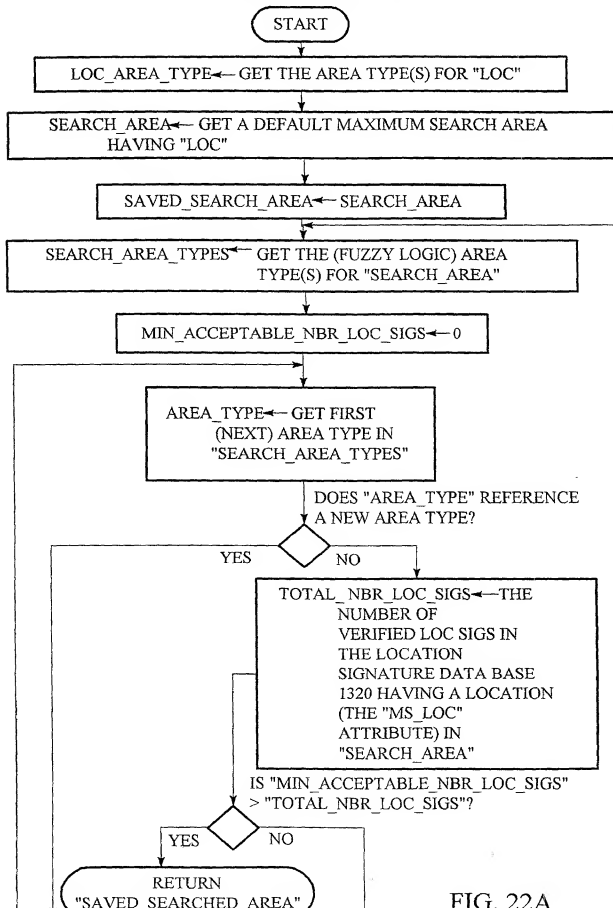 START
LOC_AREA_TYPE← GET THE AREA TYPE(S) FOR "LOC"
SEARCH_AREA← GET A DEFAULT MAXIMUM SEARCH AREA
HAVING "LOC"
SAVED_SEARCH_AREA← SEARCH_AREA
SEARCH_AREA_TYPES← GET THE (FUZZY LOGIC) AREA
TYPE(S) FOR "SEARCH_AREA"
MIN_ACCEPTABLE_NBR_LOC_SIGS←0
AREA_TYPE← GET FIRST
(NEXT) AREA TYPE IN
"SEARCH_AREA_TYPES"
DOES "AREA_TYPE" REFERENCE
A NEW AREA TYPE?
YES
NO
TOTAL_NBR_LOC_SIGS←THE
NUMBER OF
VERIFIED LOC SIGS IN
THE LOCATION
SIGNATURE DATA BASE
1320 HAVING A LOCATION
(THE "MS_LOC"
ATTRIBUTE) IN
"SEARCH_AREA"
IS "MIN_ACCEPTABLE_NBR_LOC_SIGS"
> "TOTAL_NBR_LOC_SIGS"?
YES
NO
RETURN
"SAVED_SEARCHED_AREA"
FIG. 22A